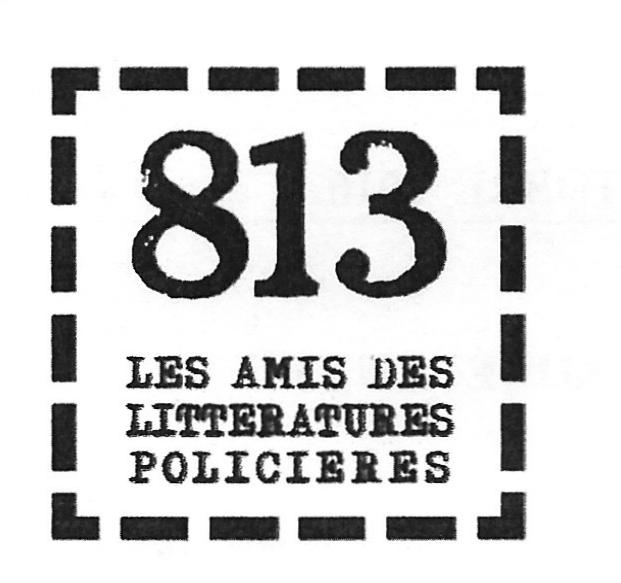 813
LES AMIS DES
LITTERATURES
POLICIERES